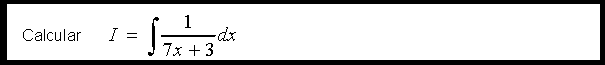 Calcular I = ∫ 1/(7x + 3) dx